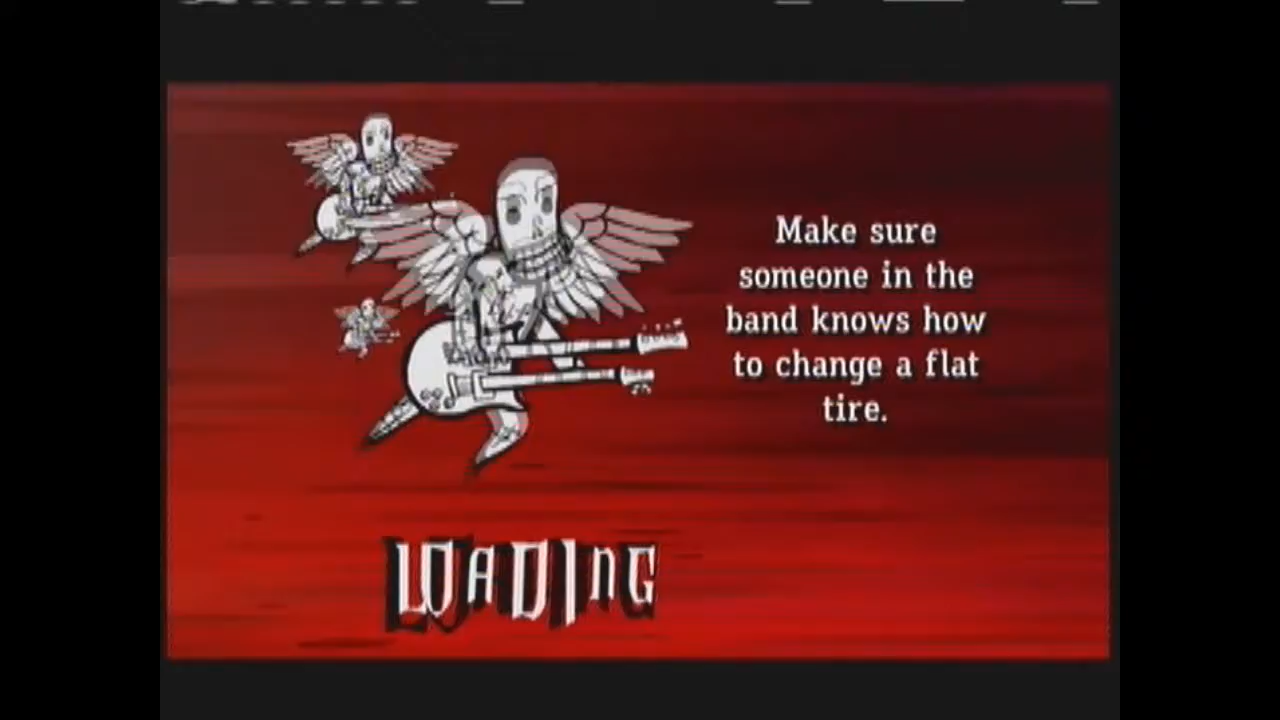 Make sure
someone in the
band knows how
to change a flat
tire.
LOADInG